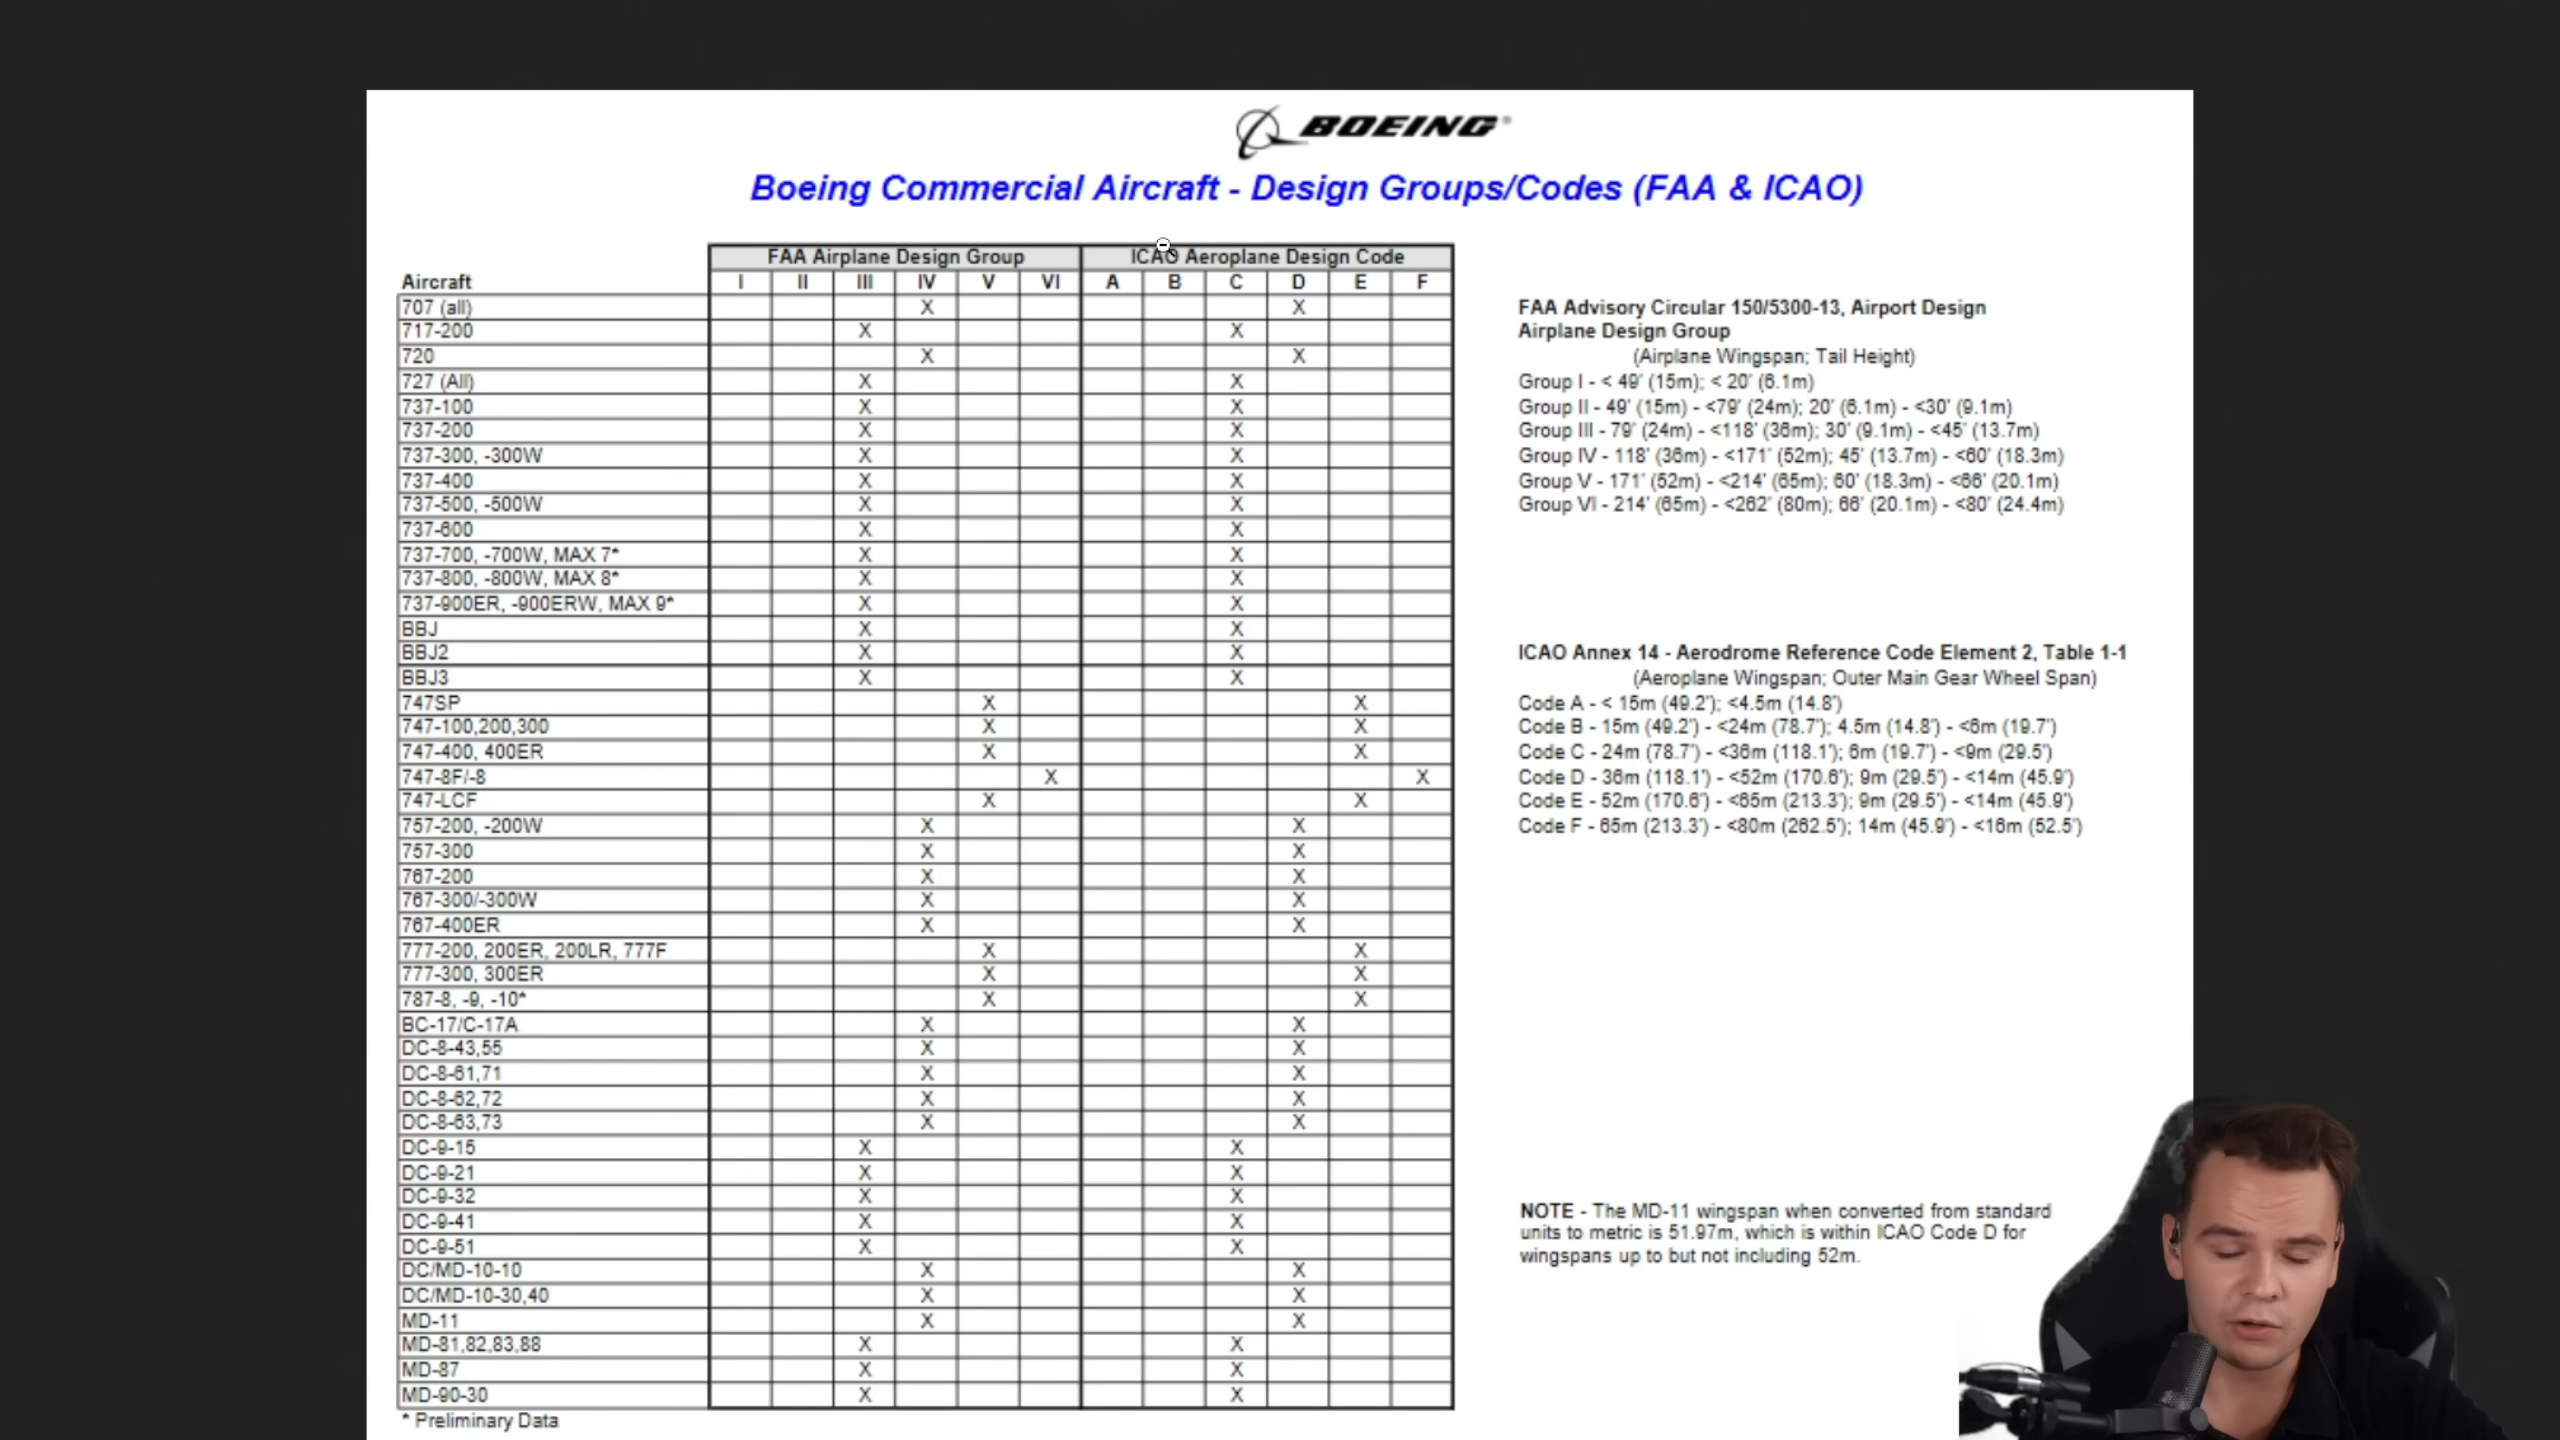 BOEING®
Boeing Commercial Aircraft - Design Groups/Codes (FAA & ICAO)
FAA Airplane Design Group ICAO Aeroplane Design Code
Aircraft I II III IV V VI A B C D E F
707 (all) X X
717-200 X X
720 X X
727 (All) X X
737-100 X X
737-200 X X
737-300, -300W X X
737-400 X X
737-500, -500W X X
737-600 X X
737-700, -700W, MAX 7* X X
737-800, -800W, MAX 8* X X
737-900ER, -900ERW, MAX 9* X X
BBJ X X
BBJ2 X X
BBJ3 X X
747SP X X
747-100,200,300 X X
747-400, 400ER X X
747-8F/-8 X X
747-LCF X X
757-200, -200W X X
757-300 X X
767-200 X X
767-300/-300W X X
767-400ER X X
777-200, 200ER, 200LR, 777F X X
777-300, 300ER X X
787-8, -9, -10* X X
BC-17/C-17A X X
DC-8-43,55 X X
DC-8-61,71 X X
DC-8-62,72 X X
DC-8-63,73 X X
DC-9-15 X X
DC-9-21 X X
DC-9-32 X X
DC-9-41 X X
DC-9-51 X X
DC/MD-10-10 X X
DC/MD-10-30,40 X X
MD-11 X X
MD-81,82,83,88 X X
MD-87 X X
MD-90-30 X X
* Preliminary Data
FAA Advisory Circular 150/5300-13, Airport Design
Airplane Design Group
(Airplane Wingspan; Tail Height)
Group I - < 49' (15m); < 20' (6.1m)
Group II - 49' (15m) - <79' (24m); 20' (6.1m) - <30' (9.1m)
Group III - 79' (24m) - <118' (36m); 30' (9.1m) - <45' (13.7m)
Group IV - 118' (36m) - <171' (52m); 45' (13.7m) - <60' (18.3m)
Group V - 171' (52m) - <214' (65m); 60' (18.3m) - <66' (20.1m)
Group VI - 214' (65m) - <262' (80m); 66' (20.1m) - <80' (24.4m)
ICAO Annex 14 - Aerodrome Reference Code Element 2, Table 1-1
(Aeroplane Wingspan; Outer Main Gear Wheel Span)
Code A - < 15m (49.2'); <4.5m (14.8')
Code B - 15m (49.2') - <24m (78.7'); 4.5m (14.8') - <6m (19.7')
Code C - 24m (78.7') - <36m (118.1'); 6m (19.7') - <9m (29.5')
Code D - 36m (118.1') - <52m (170.6'); 9m (29.5') - <14m (45.9')
Code E - 52m (170.6') - <65m (213.3'); 9m (29.5') - <14m (45.9')
Code F - 65m (213.3') - <80m (262.5'); 14m (45.9') - <16m (52.5')
NOTE - The MD-11 wingspan when converted from standard
units to metric is 51.97m, which is within ICAO Code D for
wingspans up to but not including 52m.